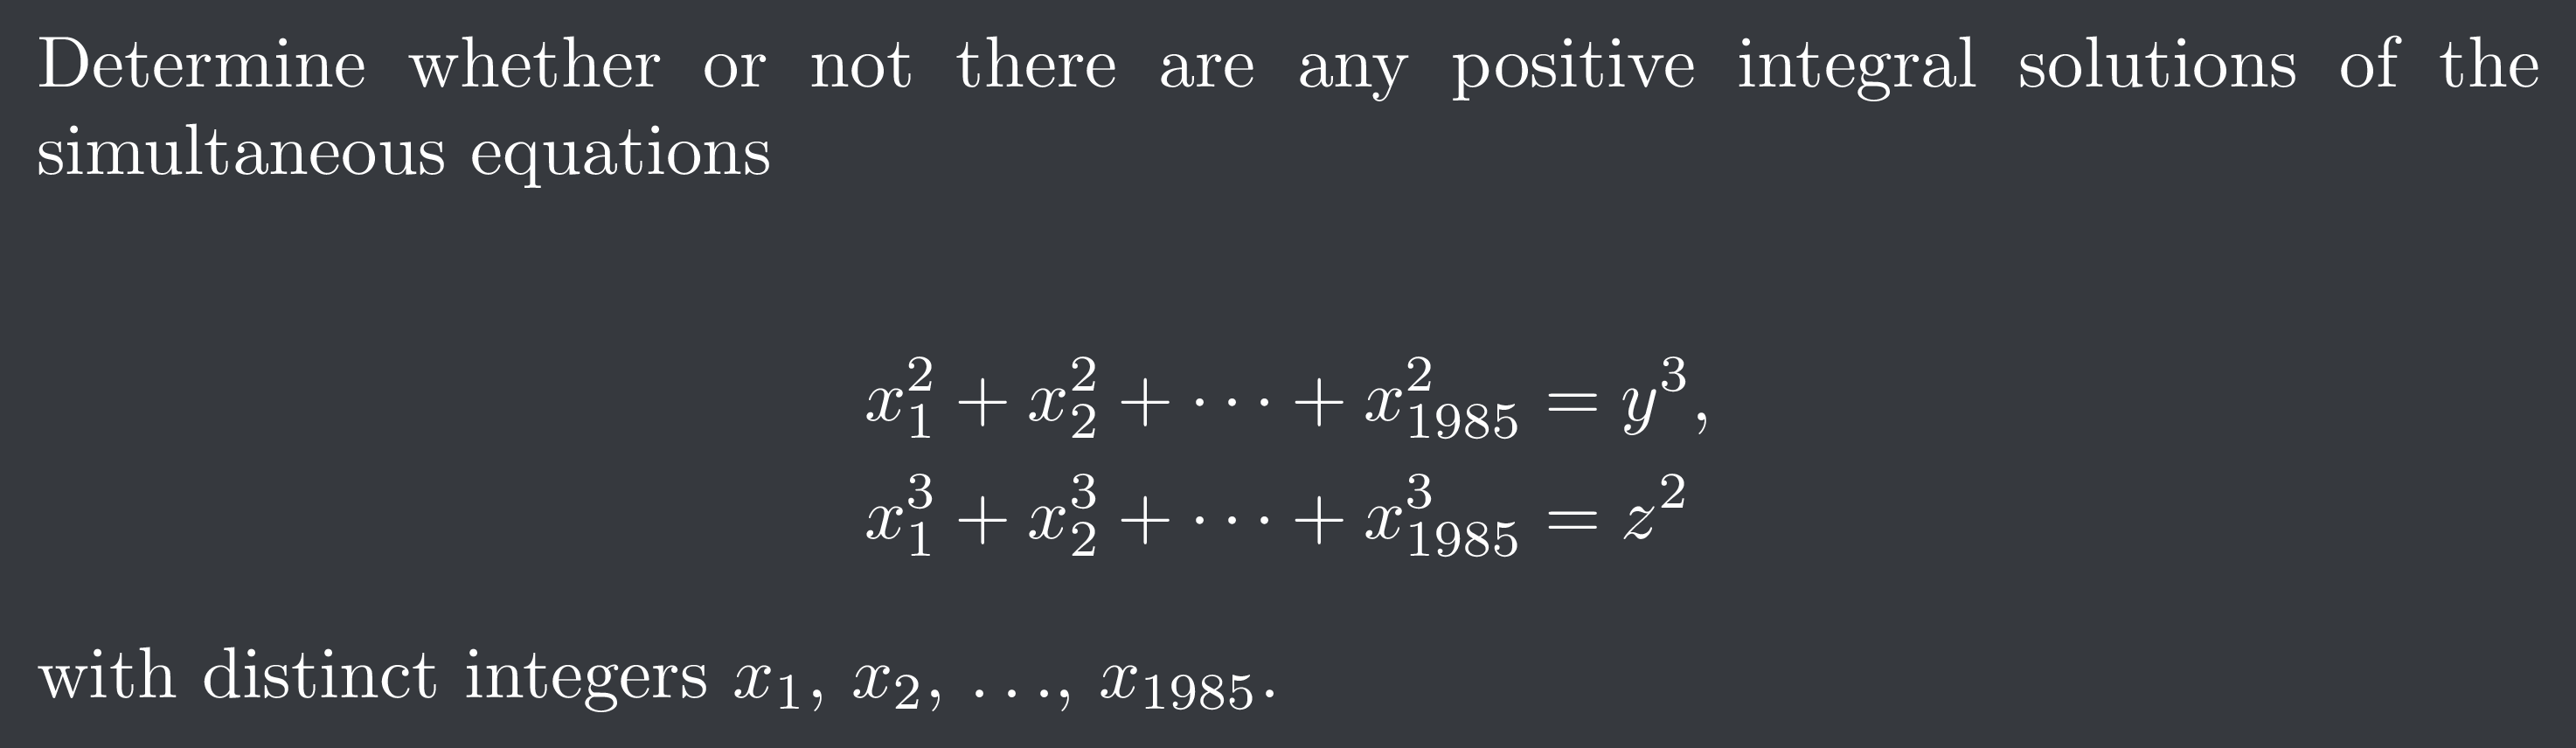 Determine whether or not there are any positive integral solutions of the
simultaneous equations
x_1^2 + x_2^2 + ⋯ + x_{1985}^2 = y^3,
x_1^3 + x_2^3 + ⋯ + x_{1985}^3 = z^2
with distinct integers x_1, x_2, …, x_{1985}.